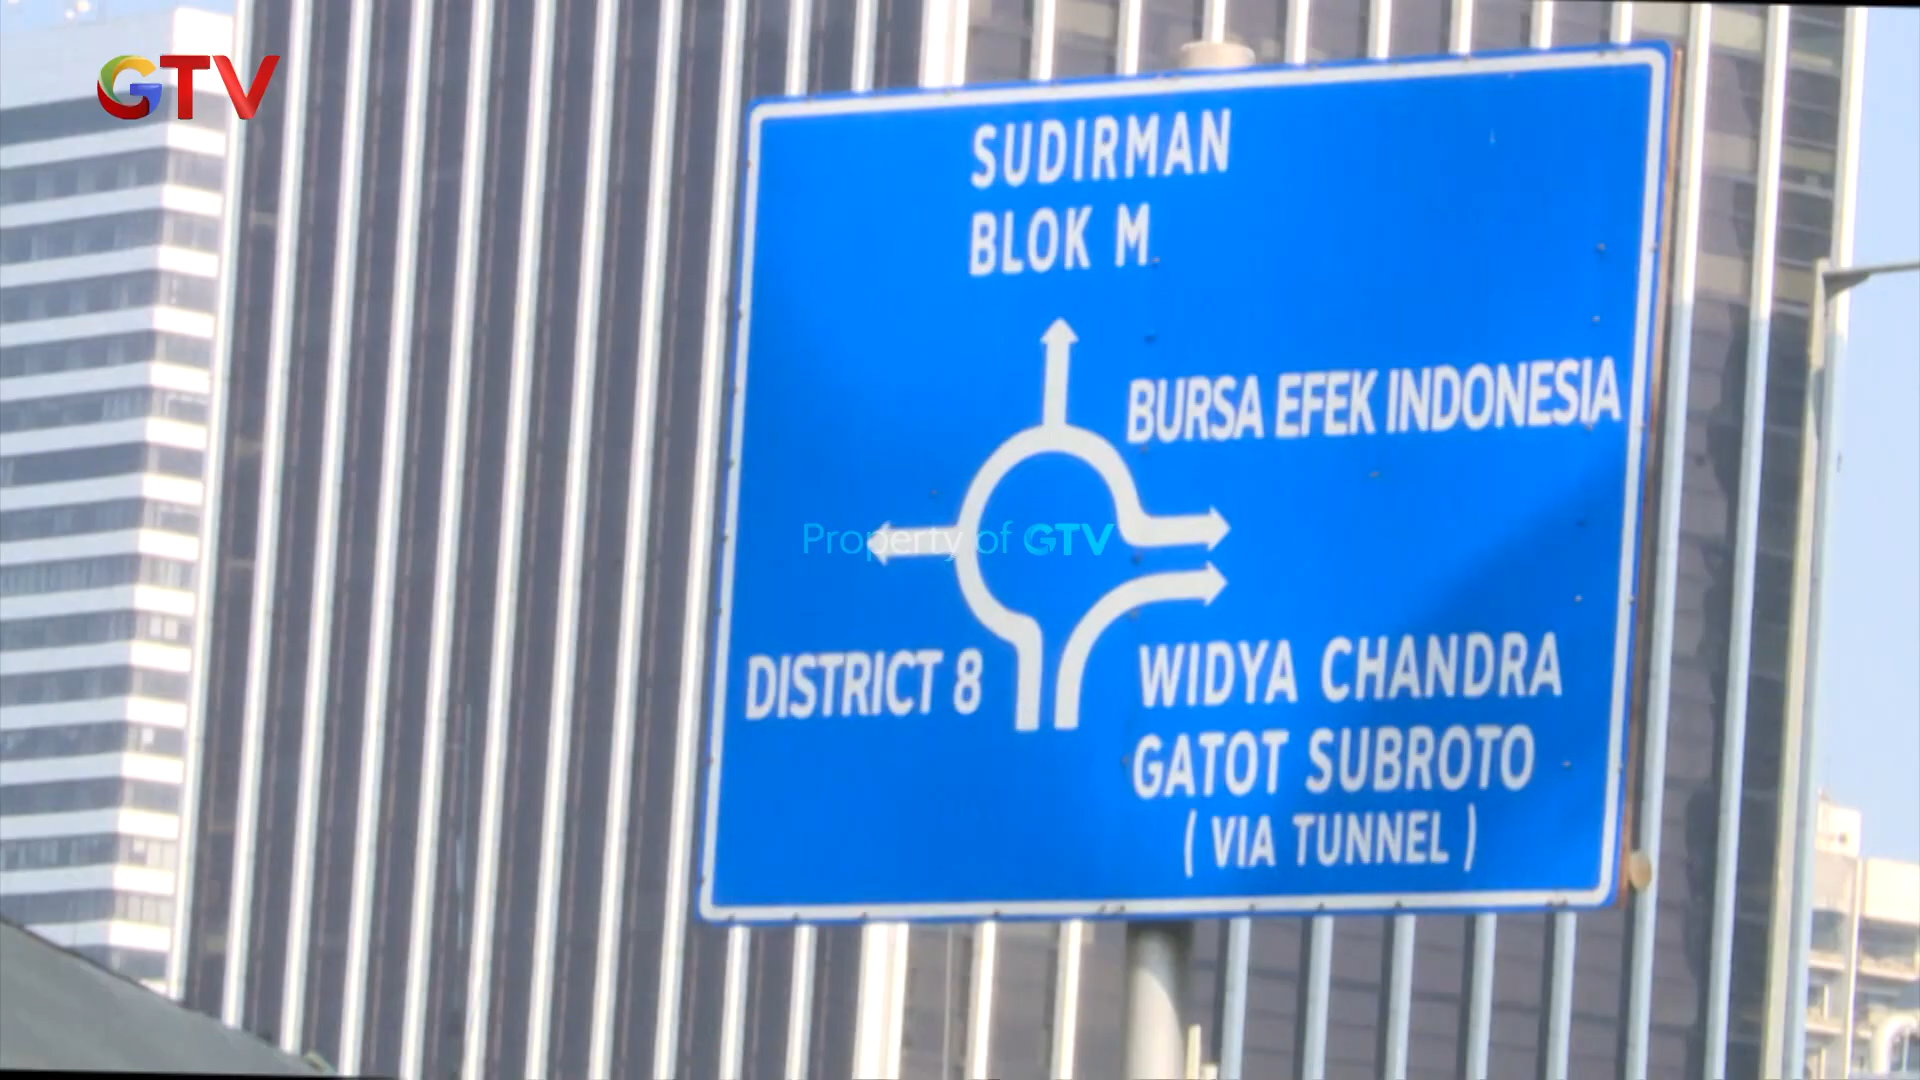 GTV
SUDIRMAN
BLOK M
BURSA EFEK INDONESIA
Property of GTV
DISTRICT 8
WIDYA CHANDRA
GATOT SUBROTO
( VIA TUNNEL )